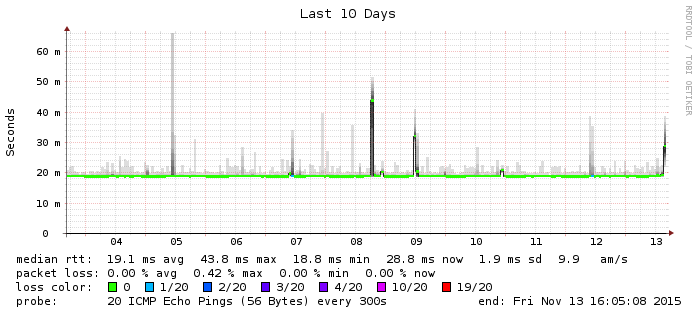 Last 10 Days
RRDTOOL / TOBI OETIKER
Seconds
60 m
50 m
40 m
30 m
20 m
10 m
0
04 05 06 07 08 09 10 11 12 13
median rtt: 19.1 ms avg 43.8 ms max 18.8 ms min 28.8 ms now 1.9 ms sd 9.9 am/s
packet loss: 0.00 % avg 0.42 % max 0.00 % min 0.00 % now
loss color: 0 1/20 2/20 3/20 4/20 10/20 19/20
probe: 20 ICMP Echo Pings (56 Bytes) every 300s end: Fri Nov 13 16:05:08 2015